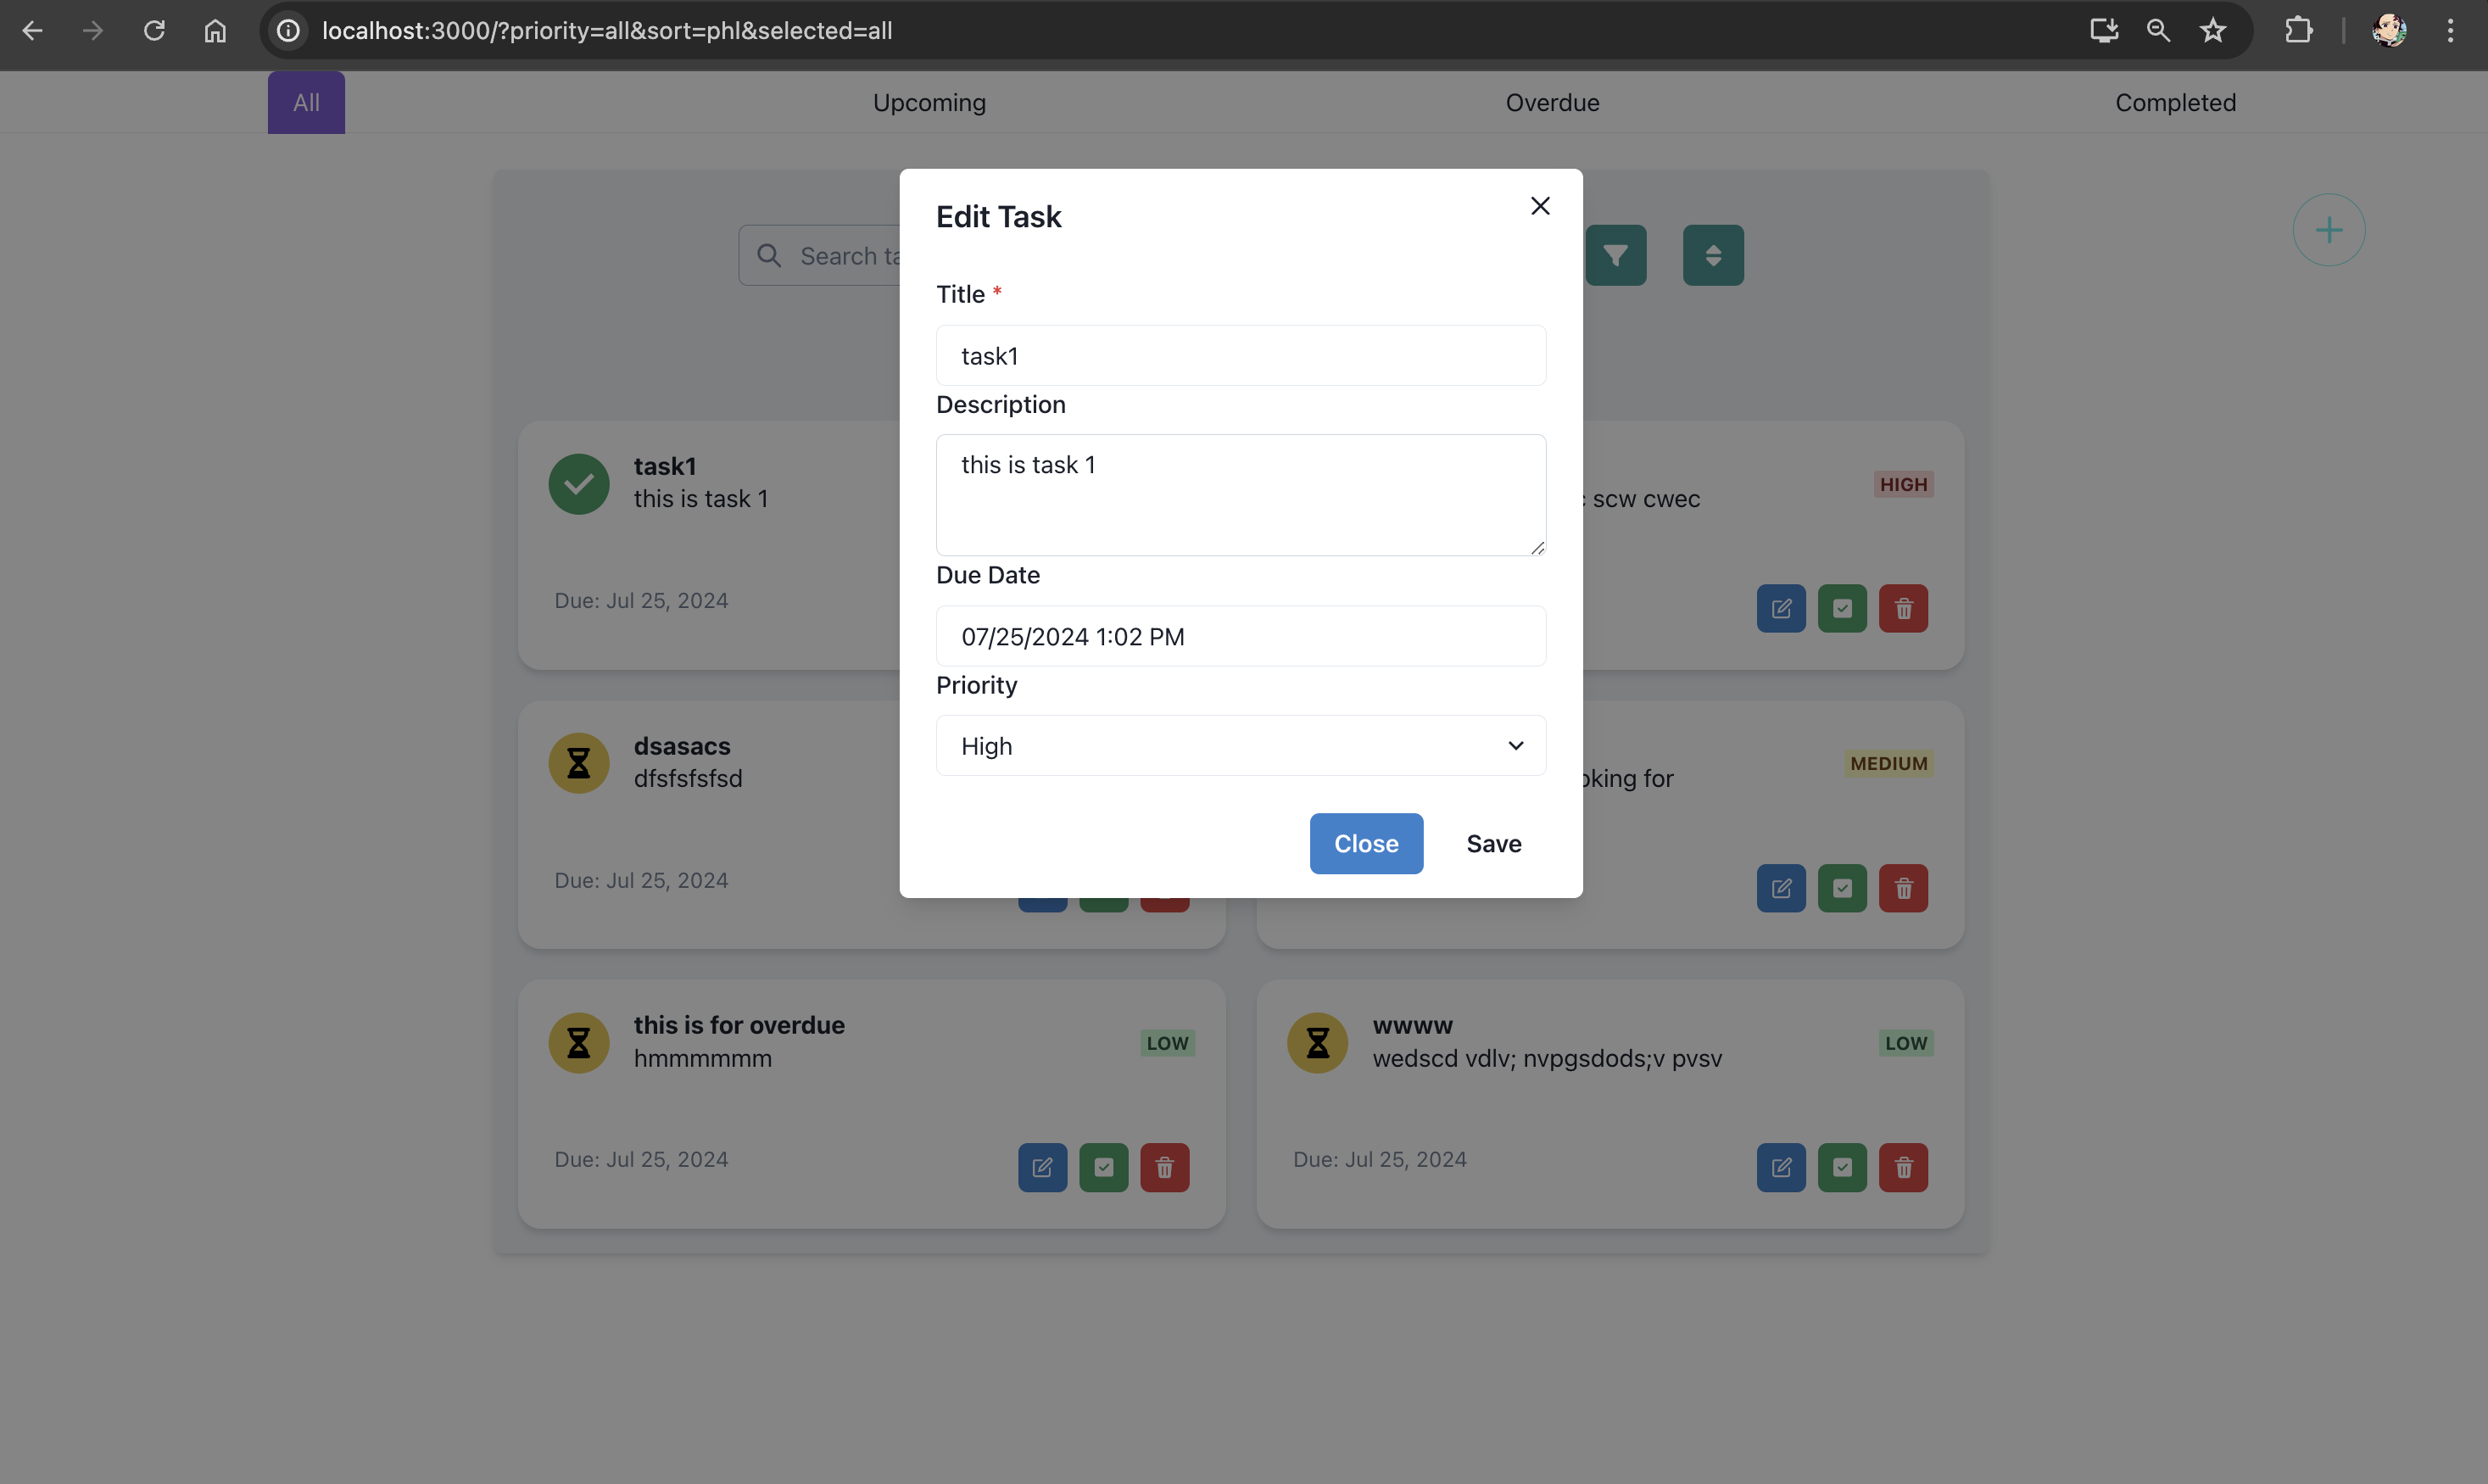 localhost:3000/?priority=all&sort=phl&selected=all
All Upcoming Overdue Completed
Edit Task
Search
Title *
task1
Description
this is task 1
Due Date
07/25/2024 1:02 PM
Priority
High
Close Save
task1
this is task 1
Due: Jul 25, 2024
HIGH
scw cwec
dsasacs
dfsfsfsfsd
Due: Jul 25, 2024
MEDIUM
for
this is for overdue
hmmmmmm
LOW
Due: Jul 25, 2024
wwww
wedscd vdlv; nvpgsdods;v pvsv
LOW
Due: Jul 25, 2024